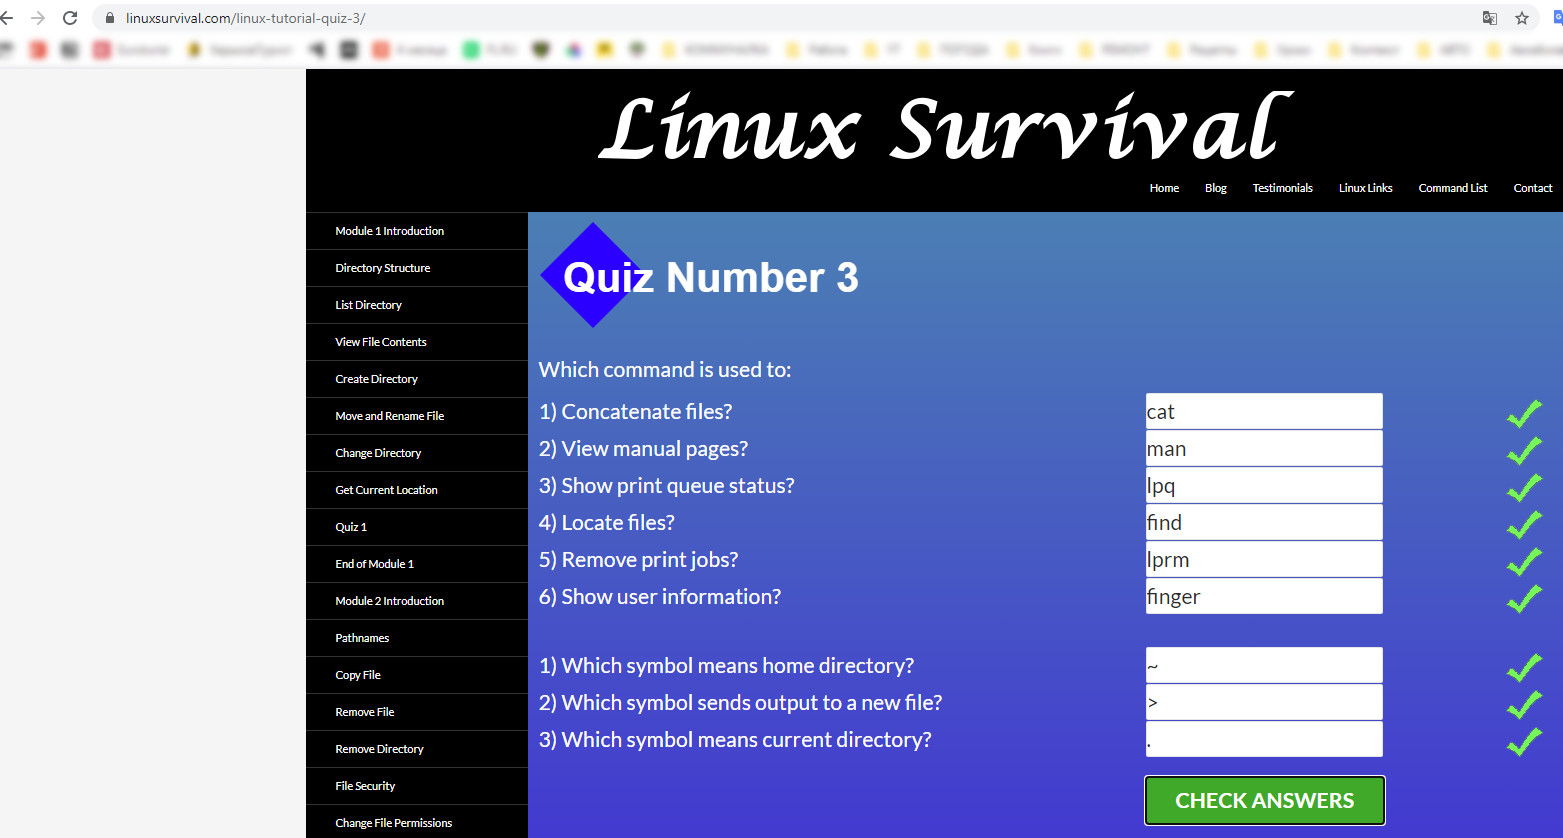 linuxsurvival.com/linux-tutorial-quiz-3/
Linux Survival
Home Blog Testimonials Linux Links Command List Contact
Module 1 Introduction
Directory Structure
List Directory
View File Contents
Create Directory
Move and Rename File
Change Directory
Get Current Location
Quiz 1
End of Module 1
Module 2 Introduction
Pathnames
Copy File
Remove File
Remove Directory
File Security
Change File Permissions
Quiz Number 3
Which command is used to:
1) Concatenate files? cat
2) View manual pages? man
3) Show print queue status? lpq
4) Locate files? find
5) Remove print jobs? lprm
6) Show user information? finger
1) Which symbol means home directory? ~
2) Which symbol sends output to a new file? >
3) Which symbol means current directory? .
CHECK ANSWERS